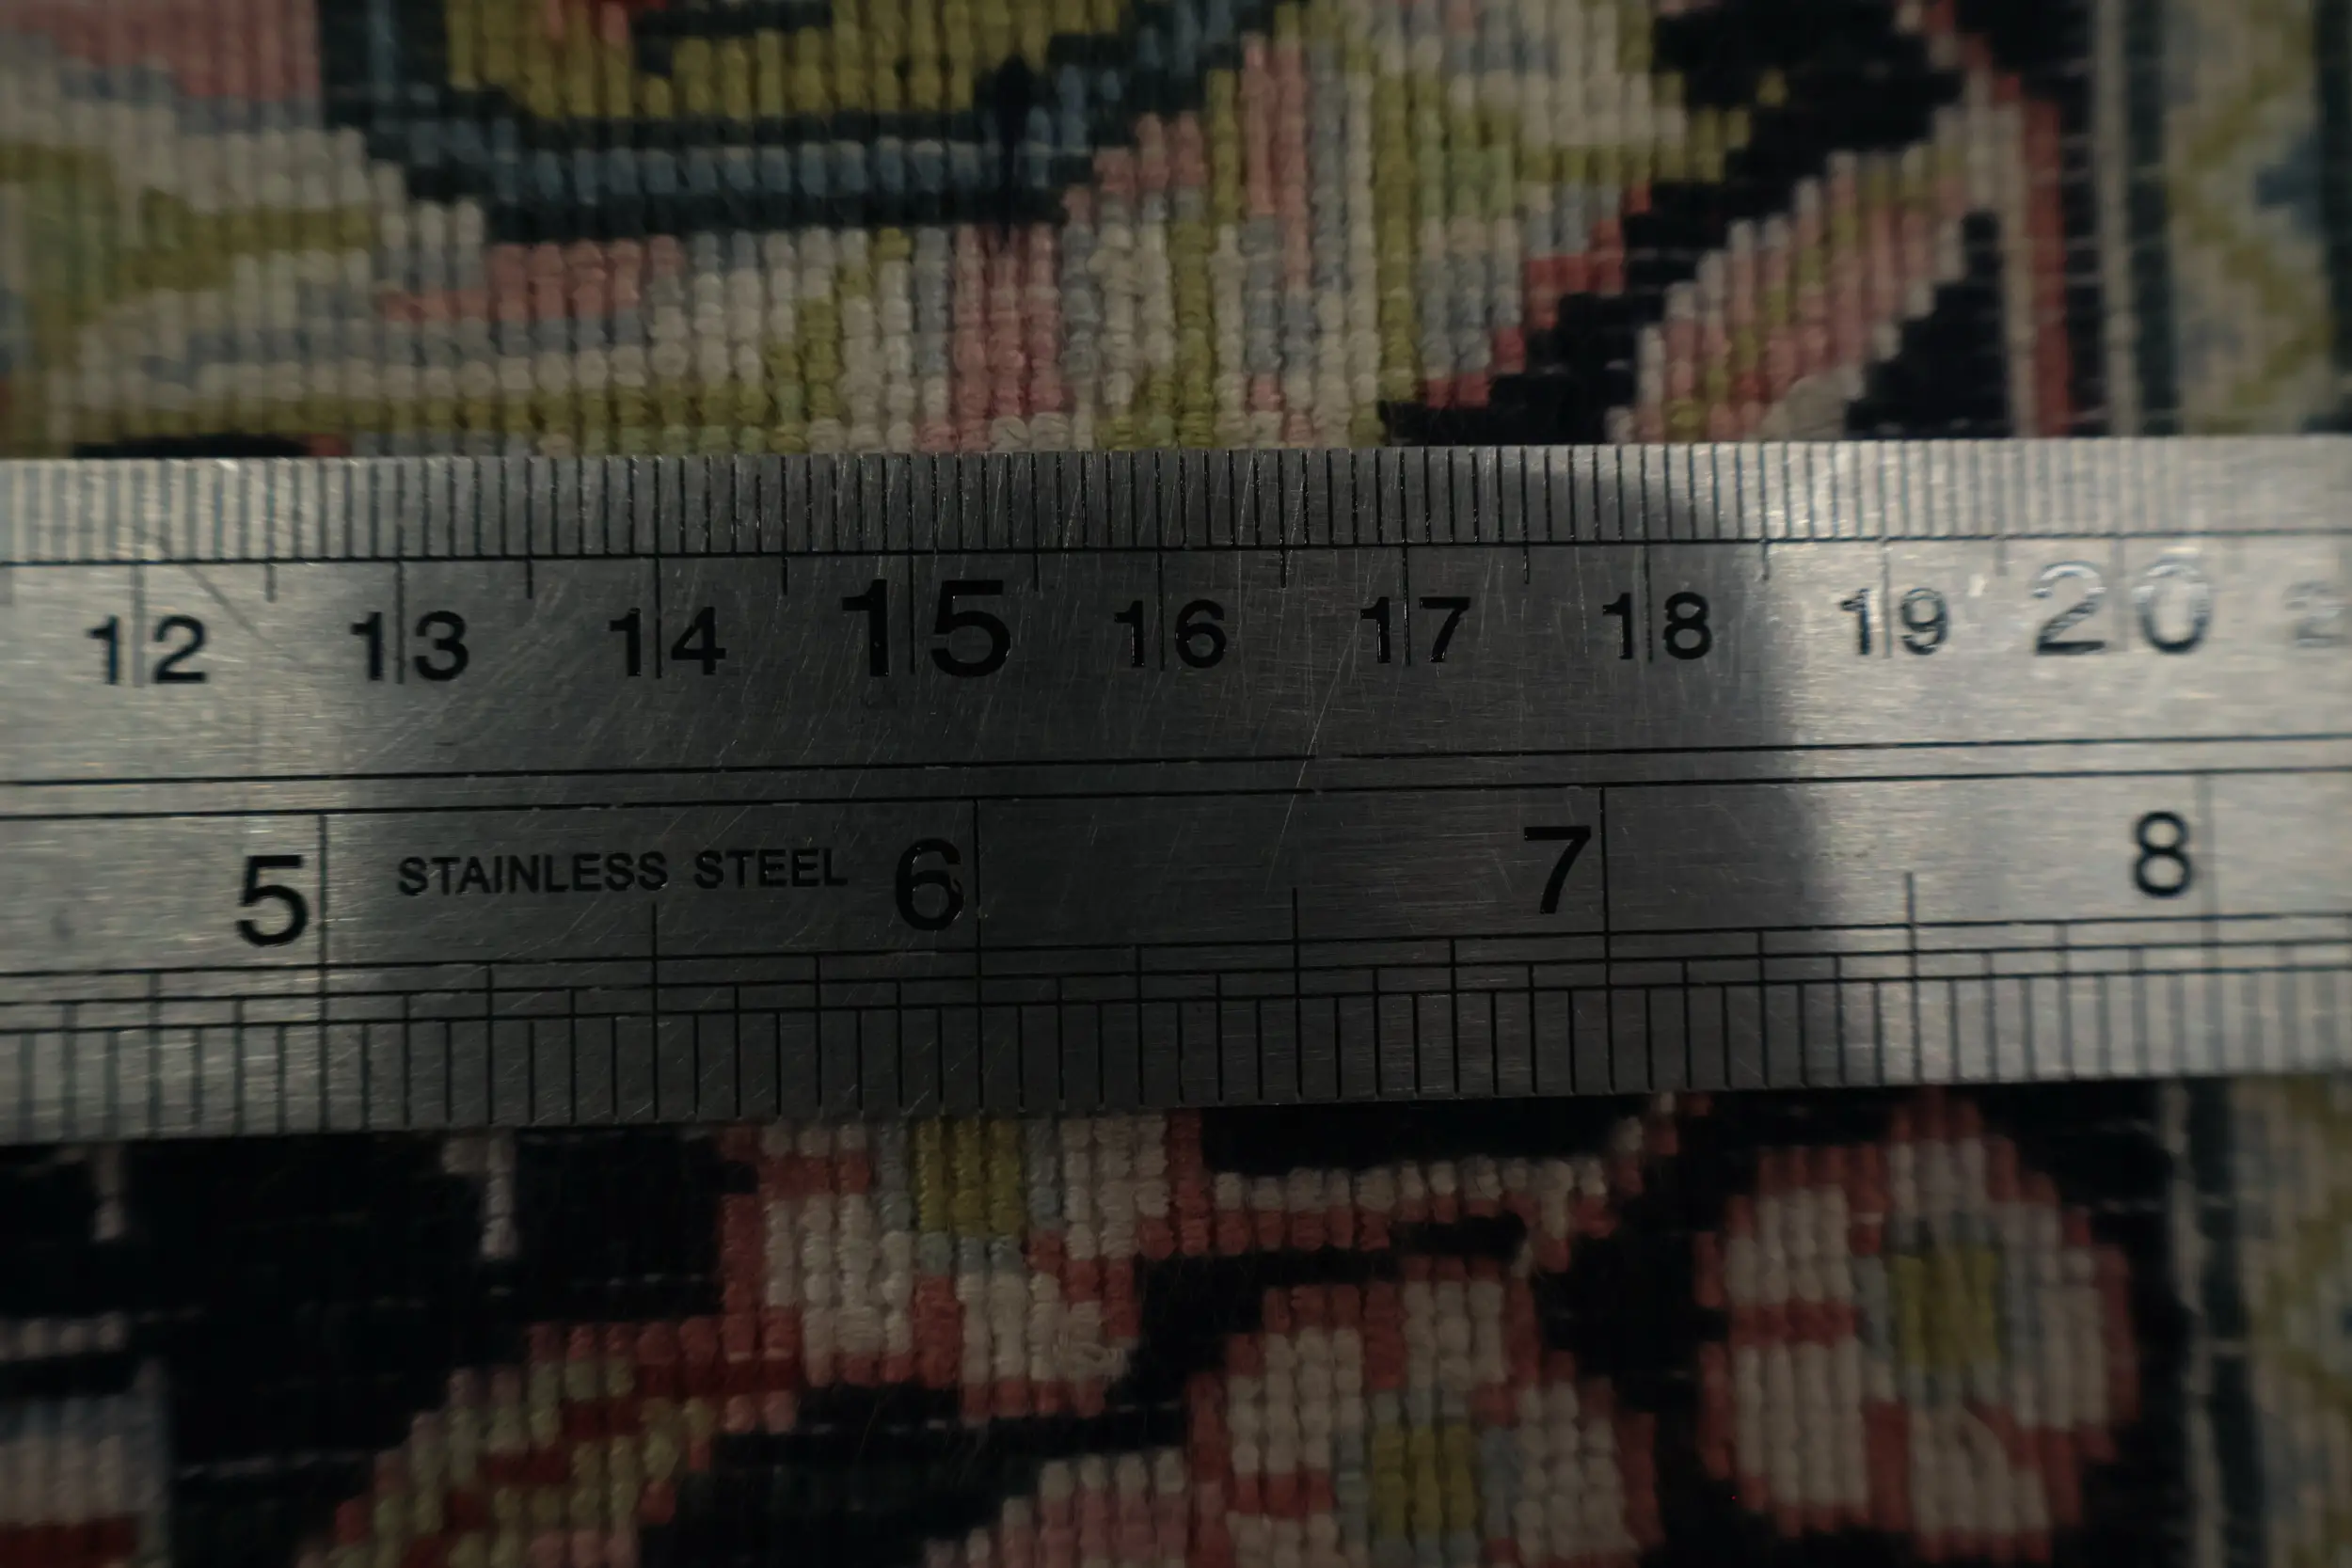 12 13 14 15 16 17 18 19 20
5 STAINLESS STEEL 6 7 8